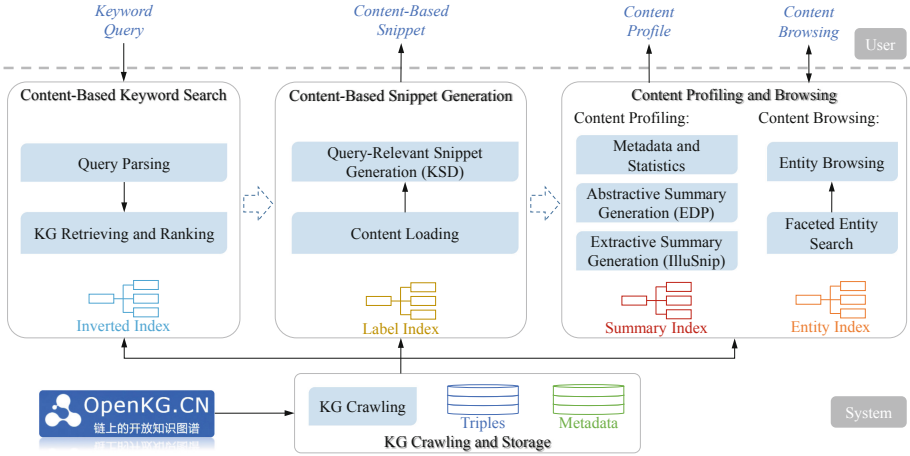 Keyword
Query
Content-Based
Snippet
Content
Profile
Content
Browsing
User
Content-Based Keyword Search
Query Parsing
KG Retrieving and Ranking
Inverted Index
Content-Based Snippet Generation
Query-Relevant Snippet
Generation (KSD)
Content Loading
Label Index
Content Profiling and Browsing
Content Profiling:
Metadata and
Statistics
Abstractive Summary
Generation (EDP)
Extractive Summary
Generation (IlluSnip)
Summary Index
Content Browsing:
Entity Browsing
Faceted Entity
Search
Entity Index
OpenKG.CN
链上的开放知识图谱
KG Crawling
Triples
Metadata
KG Crawling and Storage
System